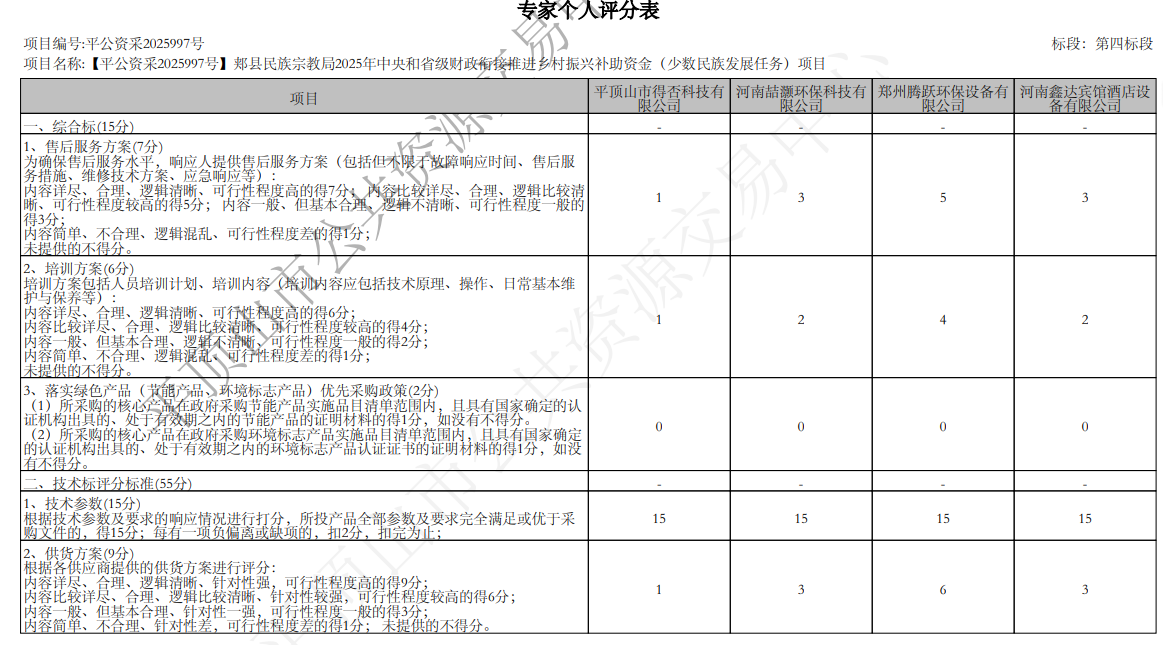 专家个人评分表
项目编号:平公资采2025997号
标段：第四标段
项目名称:【平公资采2025997号】郏县民族宗教局2025年中央和省级财政衔接推进乡村振兴补助资金（少数民族发展任务）项目
项目
平顶山市得杏科技有
限公司
河南喆灏环保科技有
限公司
郑州腾跃环保设备有
限公司
河南鑫达宾馆酒店设
备有限公司
一、综合标(15分)
-
-
-
-
1、售后服务方案(7分)
为确保售后服务水平，响应人提供售后服务方案（包括但不限于故障响应时间、售后服
务措施、维修技术方案、应急响应等）：
内容详尽、合理、逻辑清晰、可行性程度高的得7分； 内容比较详尽、合理、逻辑比较清
晰、可行性程度较高的得5分； 内容一般、但基本合理、逻辑不清晰、可行性程度一般的
得3分；
内容简单、不合理、逻辑混乱、可行性程度差的得1分；
未提供的不得分。
1
3
5
3
2、培训方案(6分)
培训方案包括人员培训计划、培训内容（培训内容应包括技术原理、操作、日常基本维
护与保养等）：
内容详尽、合理、逻辑清晰、可行性程度高的得6分；
内容比较详尽、合理、逻辑比较清晰、可行性程度较高的得4分；
内容一般、但基本合理、逻辑不清晰、可行性程度一般的得2分；
内容简单、不合理、逻辑混乱、可行性程度差的得1分；
未提供的不得分。
1
2
4
2
3、落实绿色产品（节能产品、环境标志产品）优先采购政策(2分)
（1）所采购的核心产品在政府采购节能产品实施品目清单范围内，且具有国家确定的认
证机构出具的、处于有效期之内的节能产品的证明材料的得1分，如没有不得分。
（2）所采购的核心产品在政府采购环境标志产品实施品目清单范围内，且具有国家确定
的认证机构出具的、处于有效期之内的环境标志产品认证证书的证明材料的得1分，如没
有不得分。
0
0
0
0
二、技术标评分标准(55分)
-
-
-
-
1、技术参数(15分)
根据技术参数及要求的响应情况进行打分，所投产品全部参数及要求完全满足或优于采
购文件的，得15分；每有一项负偏离或缺项的，扣2分，扣完为止；
15
15
15
15
2、供货方案(9分)
根据各供应商提供的供货方案进行评分：
内容详尽、合理、逻辑清晰、针对性强，可行性程度高的得9分；
内容比较详尽、合理、逻辑比较清晰、针对性较强，可行性程度较高的得6分；
内容一般、但基本合理、针对性一强，可行性程度一般的得3分；
内容简单、不合理、针对性差，可行性程度差的得1分； 未提供的不得分。
1
3
6
3
平顶山市公共资源交易中
平顶山市公共资源交易中心